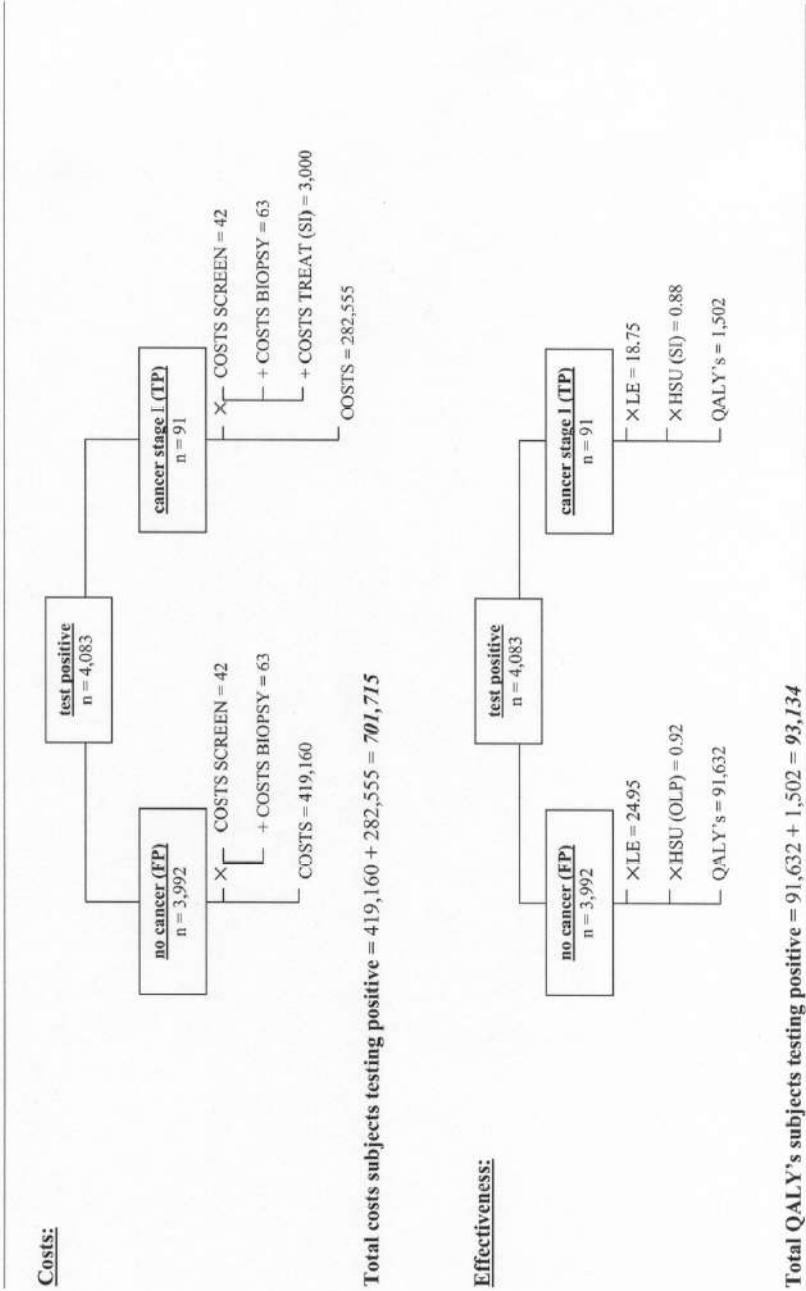 Costs:
test positive
n = 4,083
no cancer (FP)
n = 3,992
cancer stage I (TP)
n = 91
× COSTS SCREEN = 42
+ COSTS BIOPSY = 63
COSTS = 419,160
× COSTS SCREEN = 42
+ COSTS BIOPSY = 63
+ COSTS TREAT (SI) = 3,000
COSTS = 282,555
Total costs subjects testing positive = 419,160 + 282,555 = 701,715
Effectiveness:
test positive
n = 4,083
no cancer (FP)
n = 3,992
cancer stage I (TP)
n = 91
×LE = 24.95
×HSU (OLP) = 0.92
QALY's = 91,632
×LE = 18.75
×HSU (SI) = 0.88
QALY's = 1,502
Total QALY's subjects testing positive = 91,632 + 1,502 = 93,134